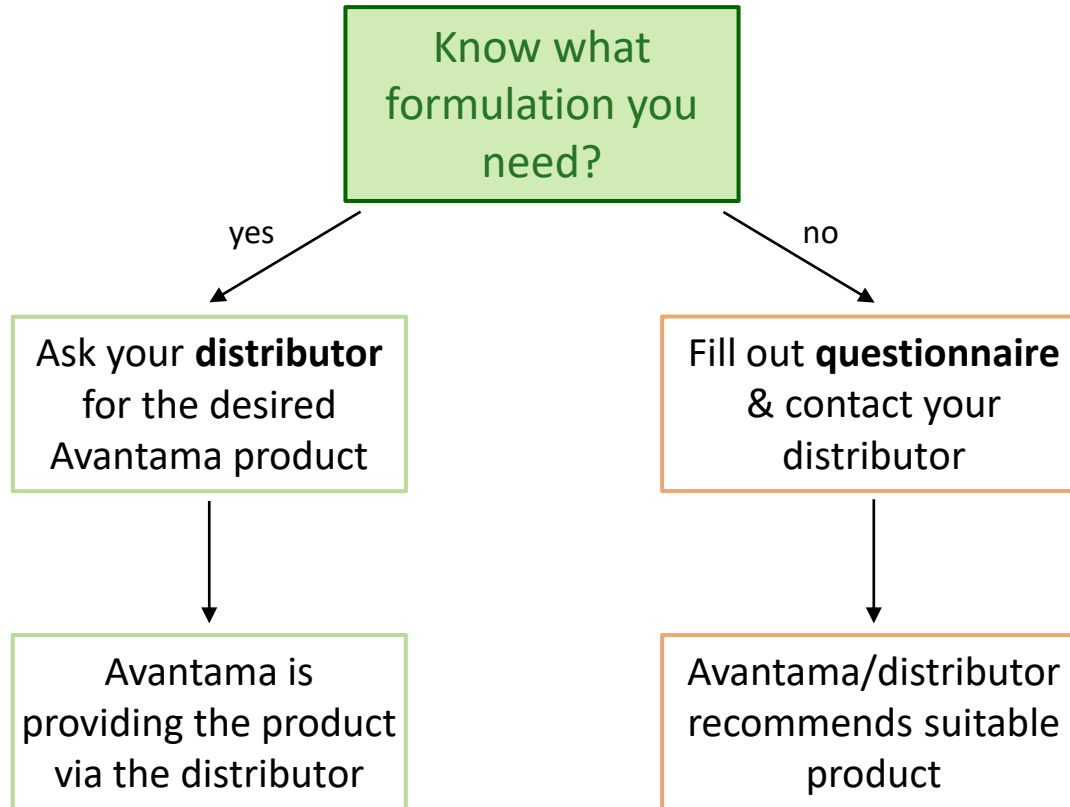 Know what
formulation you
need?
yes
no
Ask your distributor
for the desired
Avantama product
Fill out questionnaire
& contact your
distributor
Avantama is
providing the product
via the distributor
Avantama/distributor
recommends suitable
product